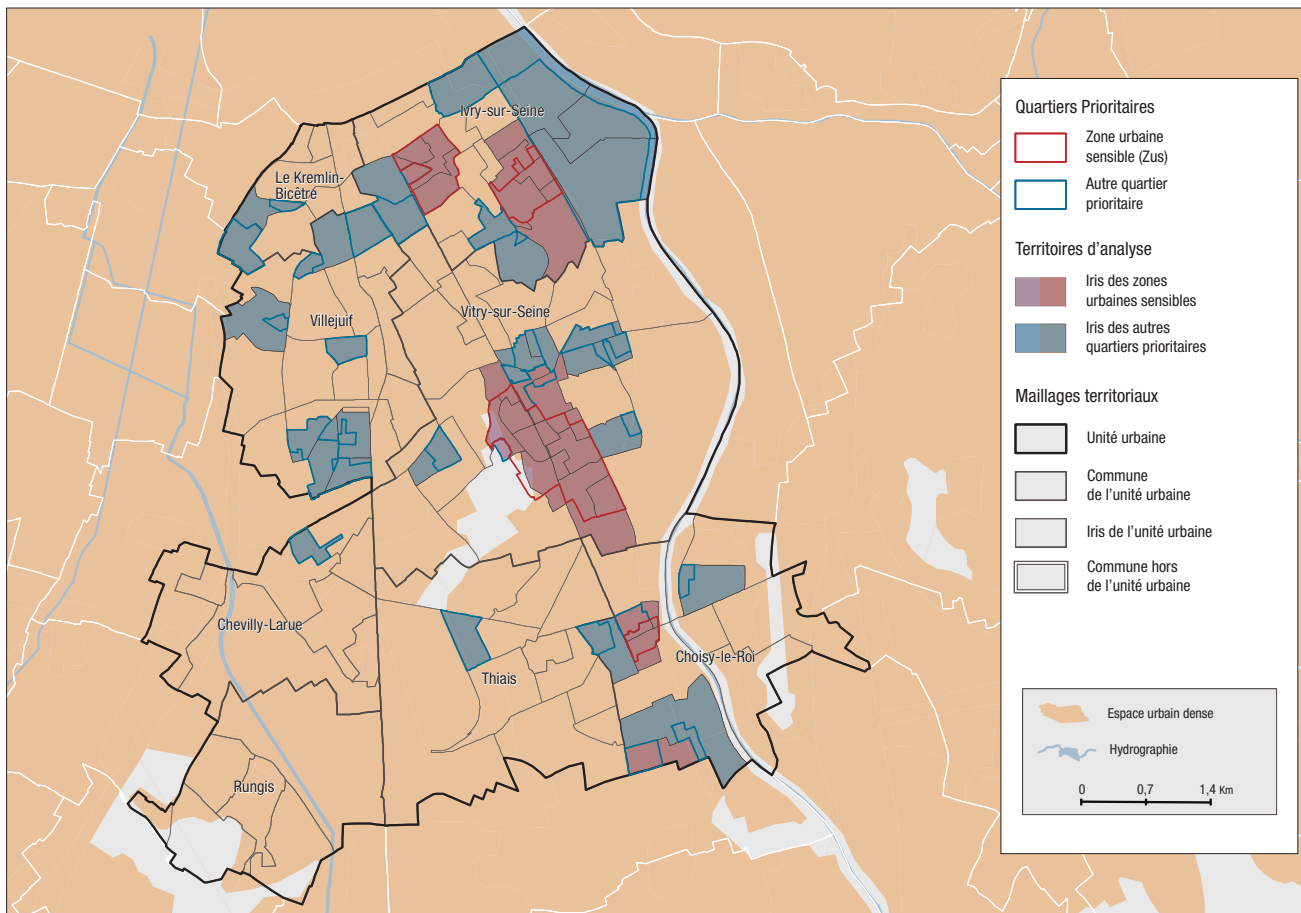 Ivry-sur-Seine
Le Kremlin-
Bicêtre
Villejuif
Vitry-sur-Seine
Chevilly-Larue
Thiais
Choisy-le-Roi
Rungis
Quartiers Prioritaires
Zone urbaine
sensible (Zus)
Autre quartier
prioritaire
Territoires d'analyse
Iris des zones
urbaines sensibles
Iris des autres
quartiers prioritaires
Maillages territoriaux
Unité urbaine
Commune
de l'unité urbaine
Iris de l'unité urbaine
Commune hors
de l'unité urbaine
Espace urbain dense
Hydrographie
0 0,7 1,4 Km